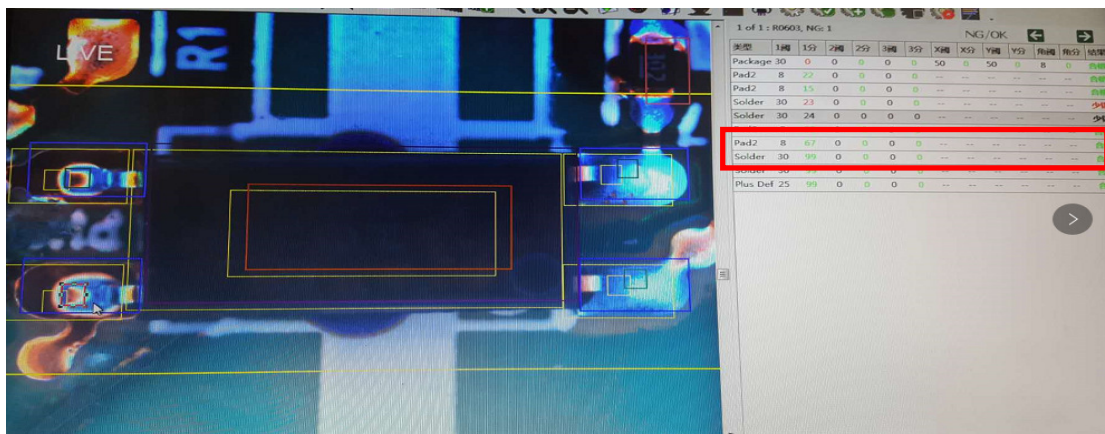 LIVE
R1
1 of 1 : R0603, NG: 1
NG/OK
类型 1阈 1分 2阈 2分 3阈 3分 X阈 X分 Y阈 Y分 角阈 角分 结果
Package 30 0 0 0 0 0 50 0 50 0 8 0
Pad2 8 22 0 0 0 0 -- -- -- -- -- --
Pad2 8 15 0 0 0 0 -- -- -- -- -- --
Solder 30 23 0 0 0 0 -- -- -- -- -- --
Solder 30 24 0 0 0 0 -- -- -- -- -- --
Pad2 8 67 0 0 0 0 -- -- -- -- -- --
Solder 30 99 0 0 0 0 -- -- -- -- -- --
Plus Def 25 99 0 0 0 0 -- -- -- -- -- --